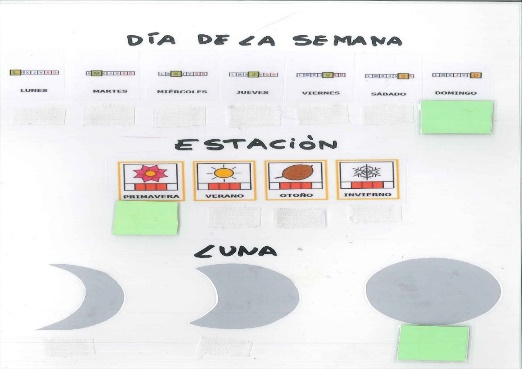 DÍA DE LA SEMANA
LUNES MARTES MIÉRCOLES JUEVES VIERNES SÁBADO DOMINGO
ESTACIÓN
PRIMAVERA VERANO OTOÑO INVIERNO
LUNA